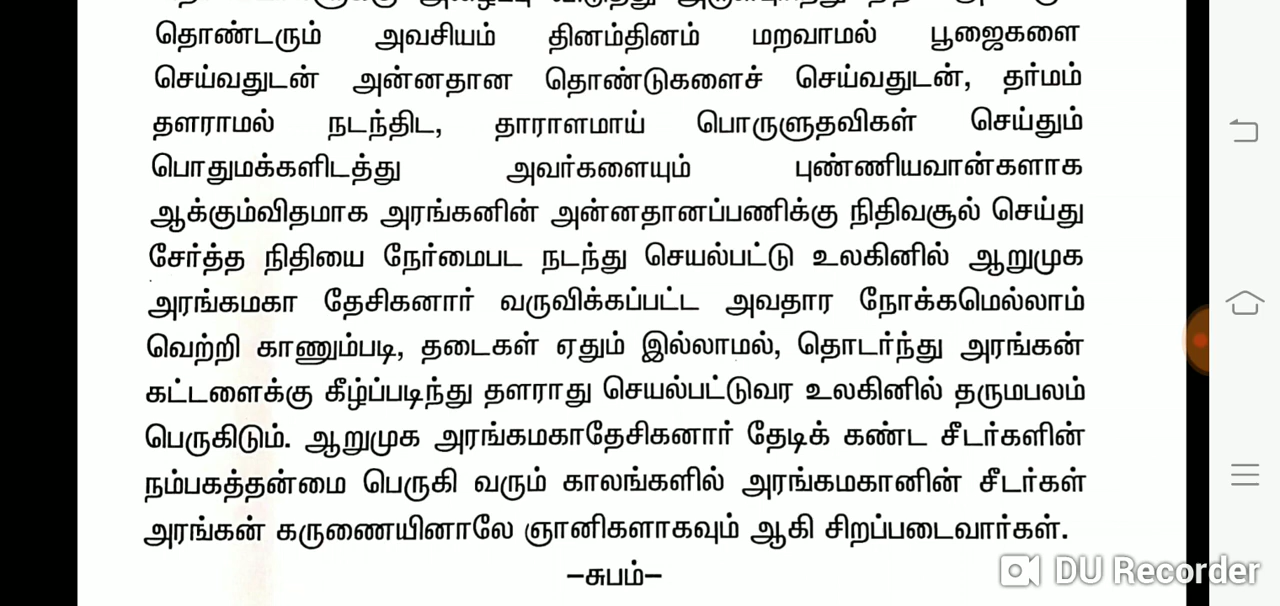 தொண்டரும் அவசியம் தினம்தினம் மறவாமல் பூஜைகளை
செய்வதுடன் அன்னதான தொண்டுகளைச் செய்வதுடன், தர்மம்
தளராமல் நடந்திட, தாராளமாய் பொருளுதவிகள் செய்தும்
பொதுமக்களிடத்து அவர்களையும் புண்ணியவான்களாக
ஆக்கும்விதமாக அரங்கனின் அன்னதானப்பணிக்கு நிதிவசூல் செய்து
சேர்த்த நிதியை நேர்மைபட நடந்து செயல்பட்டு உலகினில் ஆறுமுக
அரங்கமகா தேசிகனார் வருவிக்கப்பட்ட அவதார நோக்கமெல்லாம்
வெற்றி காணும்படி, தடைகள் ஏதும் இல்லாமல், தொடர்ந்து அரங்கன்
கட்டளைக்கு கீழ்ப்படிந்து தளராது செயல்பட்டுவர உலகினில் தருமபலம்
பெருகிடும். ஆறுமுக அரங்கமகாதேசிகனார் தேடிக் கண்ட சீடர்களின்
நம்பகத்தன்மை பெருகி வரும் காலங்களில் அரங்கமகானின் சீடர்கள்
அரங்கன் கருணையினாலே ஞானிகளாகவும் ஆகி சிறப்படைவார்கள்.
–சுபம்–
DU Recorder